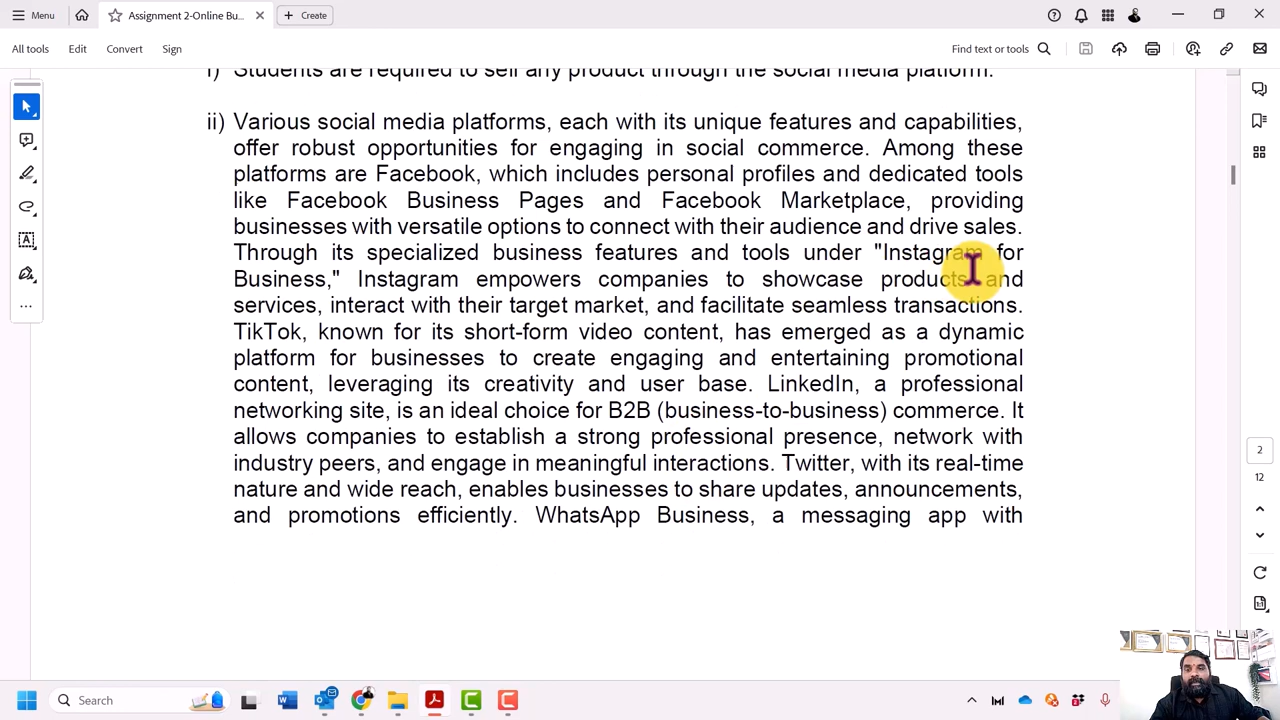 Menu
Assignment 2-Online Bu...
Create
All tools
Edit
Convert
Sign
Find text or tools
i) Students are required to sell any product through the social media platform.
ii) Various social media platforms, each with its unique features and capabilities,
offer robust opportunities for engaging in social commerce. Among these
platforms are Facebook, which includes personal profiles and dedicated tools
like Facebook Business Pages and Facebook Marketplace, providing
businesses with versatile options to connect with their audience and drive sales.
Through its specialized business features and tools under "Instagram for
Business," Instagram empowers companies to showcase products and
services, interact with their target market, and facilitate seamless transactions.
TikTok, known for its short-form video content, has emerged as a dynamic
platform for businesses to create engaging and entertaining promotional
content, leveraging its creativity and user base. LinkedIn, a professional
networking site, is an ideal choice for B2B (business-to-business) commerce. It
allows companies to establish a strong professional presence, network with
industry peers, and engage in meaningful interactions. Twitter, with its real-time
nature and wide reach, enables businesses to share updates, announcements,
and promotions efficiently. WhatsApp Business, a messaging app with
2
12
Search